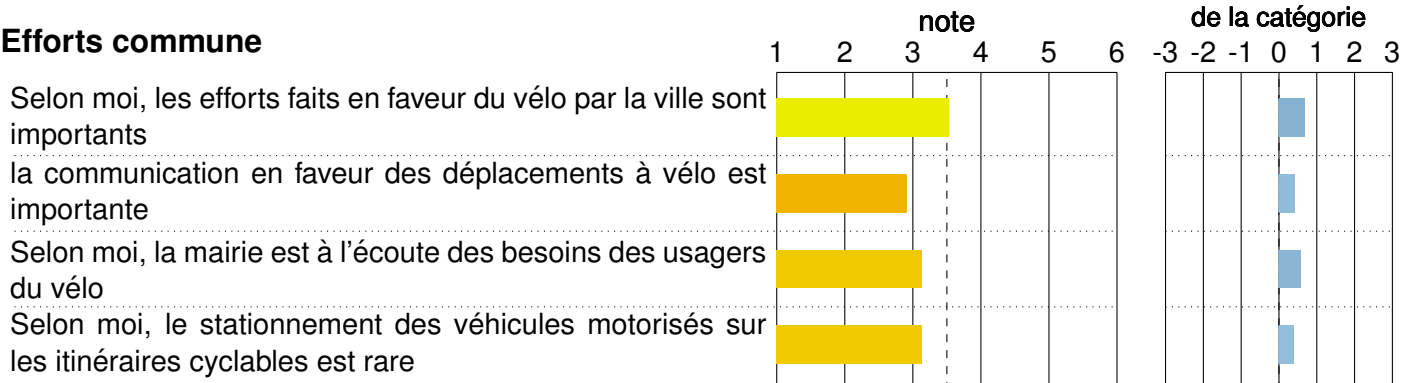 note
de la catégorie
Efforts commune
1 2 3 4 5 6
-3 -2 -1 0 1 2 3
Selon moi, les efforts faits en faveur du vélo par la ville sont
importants
la communication en faveur des déplacements à vélo est
importante
Selon moi, la mairie est à l'écoute des besoins des usagers
du vélo
Selon moi, le stationnement des véhicules motorisés sur
les itinéraires cyclables est rare